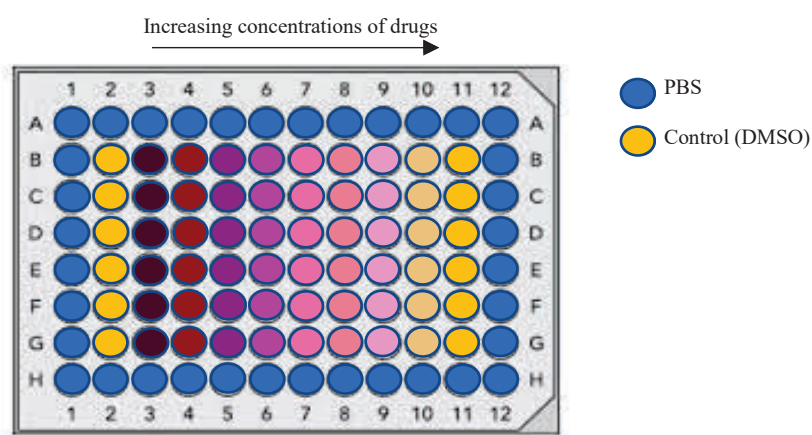 Increasing concentrations of drugs
1 2 3 4 5 6 7 8 9 10 11 12
A A
B B
C C
D D
E E
F F
G G
H H
1 2 3 4 5 6 7 8 9 10 11 12
PBS
Control (DMSO)